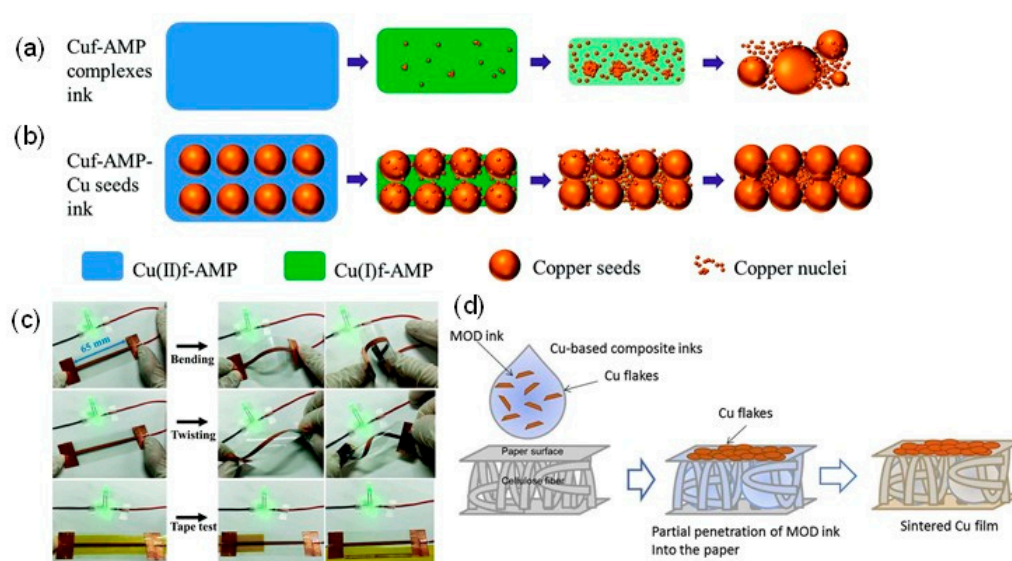 (a)
Cuf-AMP
complexes
ink
(b)
Cuf-AMP-
Cu seeds
ink
Cu(II)f-AMP
Cu(I)f-AMP
Copper seeds
Copper nuclei
(c)
65 mm
Bending
Twisting
Tape test
(d)
MOD ink
Cu-based composite inks
Cu flakes
Paper surface
Cellulose fiber
Cu flakes
Partial penetration of MOD ink
Into the paper
Sintered Cu film